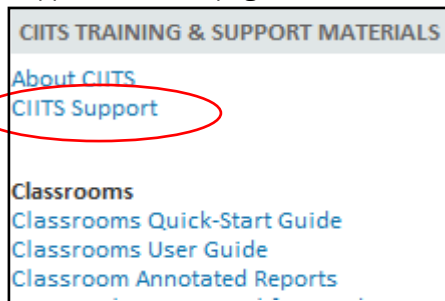 CIITS TRAINING & SUPPORT MATERIALS
About CIITS
CIITS Support
Classrooms
Classrooms Quick-Start Guide
Classrooms User Guide
Classroom Annotated Reports